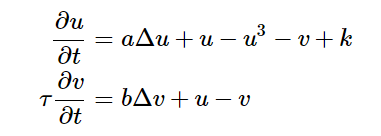 ∂u/∂t = aΔu + u − u³ − v + k
τ ∂v/∂t = bΔv + u − v